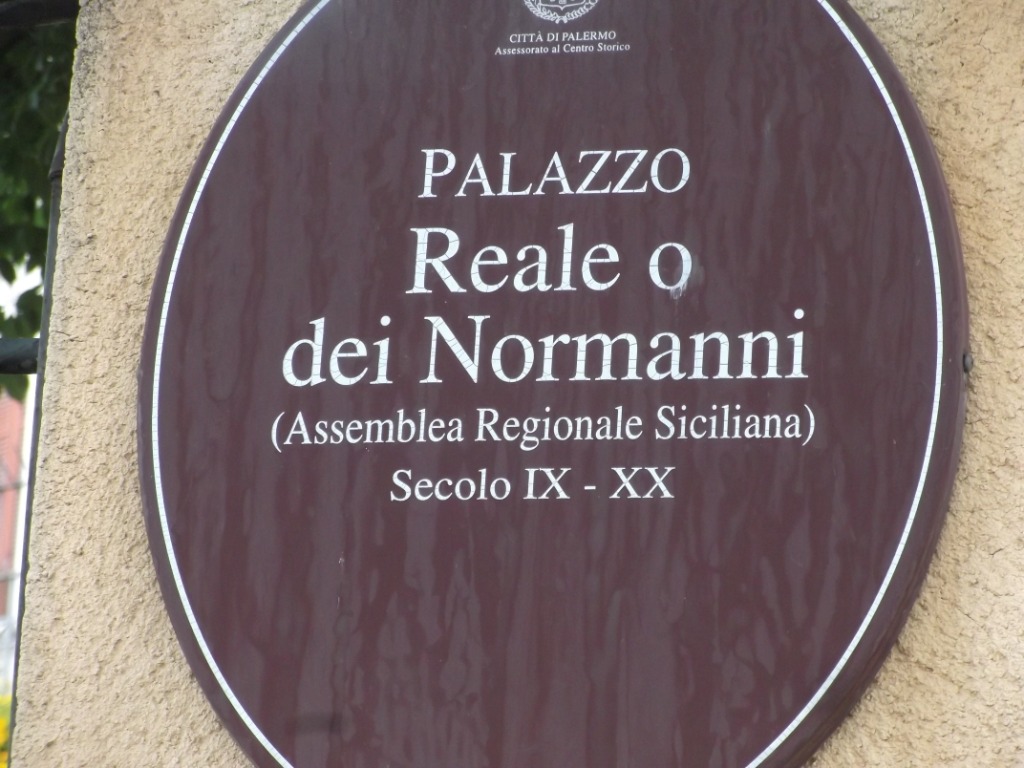 CITTÀ DI PALERMO
Assessorato al Centro Storico
PALAZZO
Reale o
dei Normanni
(Assemblea Regionale Siciliana)
Secolo IX - XX